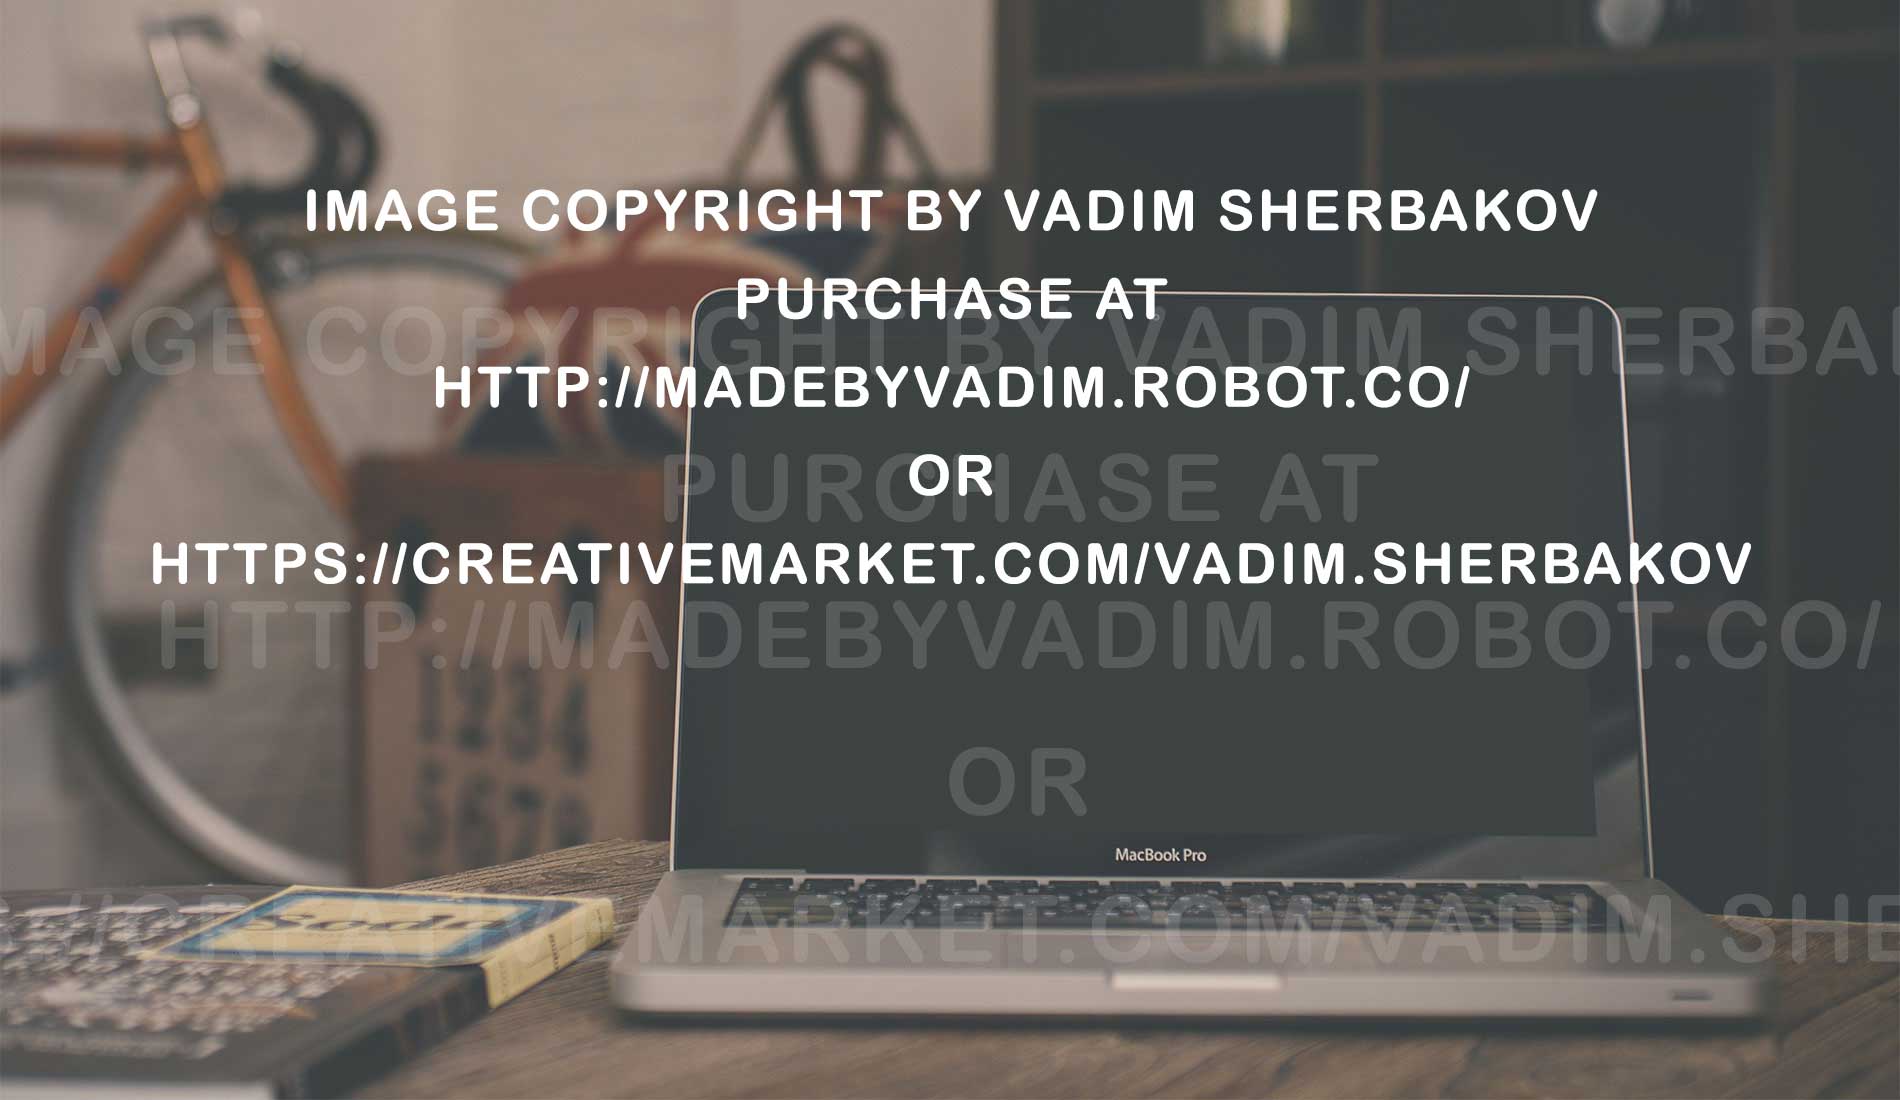 IMAGE COPYRIGHT BY VADIM SHERBAKOV
PURCHASE AT
HTTP://MADEBYVADIM.ROBOT.CO/
OR
HTTPS://CREATIVEMARKET.COM/VADIM.SHERBAKOV
MAGE COPYRIGHT BY VADIM SHERBA
PURCHASE AT
HTTP://MADEBYVADIM.ROBOT.CO/
OR
MacBook Pro
//CREATIVEMARKET.COM/VADIM.SHE